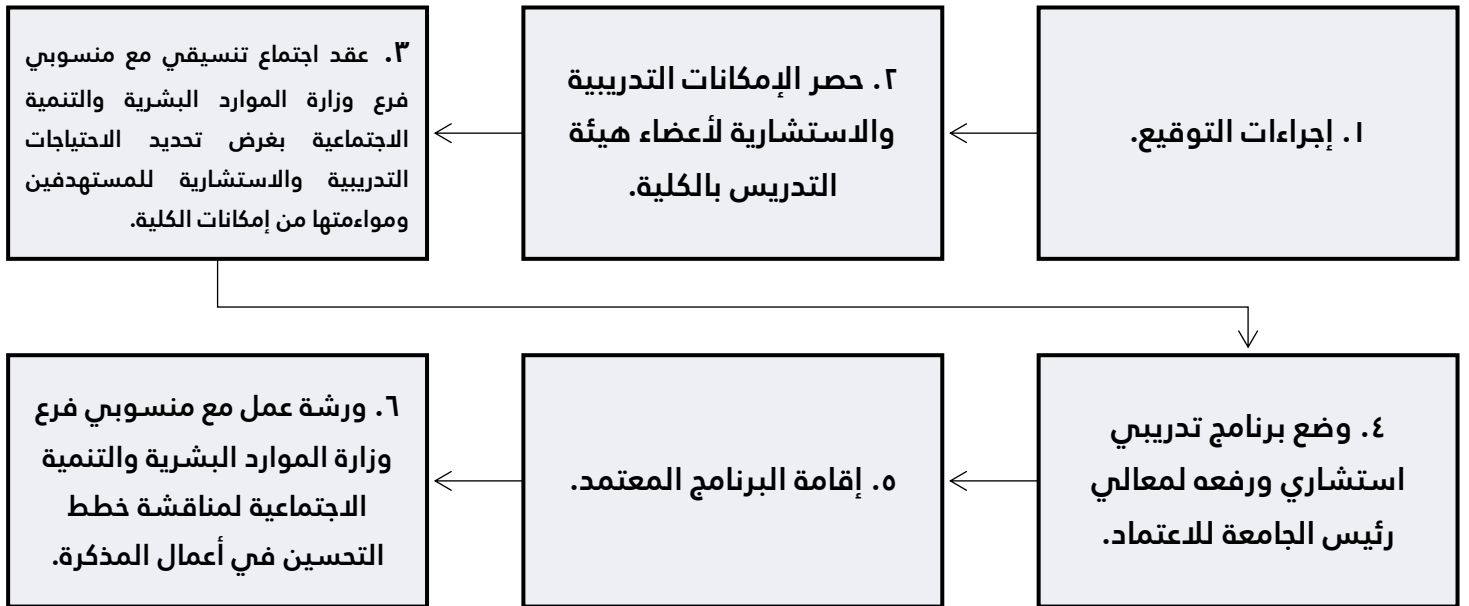 ١. إجراءات التوقيع.
٢. حصر الإمكانات التدريبية
والاستشارية لأعضاء هيئة
التدريس بالكلية.
٣. عقد اجتماع تنسيقي مع منسوبي
فرع وزارة الموارد البشرية والتنمية
الاجتماعية بغرض تحديد الاحتياجات
التدريبية والاستشارية للمستهدفين
ومواءمتها من إمكانات الكلية.
٤. وضع برنامج تدريبي
استشاري ورفعه لمعالي
رئيس الجامعة للاعتماد.
٥. إقامة البرنامج المعتمد.
٦. ورشة عمل مع منسوبي فرع
وزارة الموارد البشرية والتنمية
الاجتماعية لمناقشة خطط
التحسين في أعمال المذكرة.